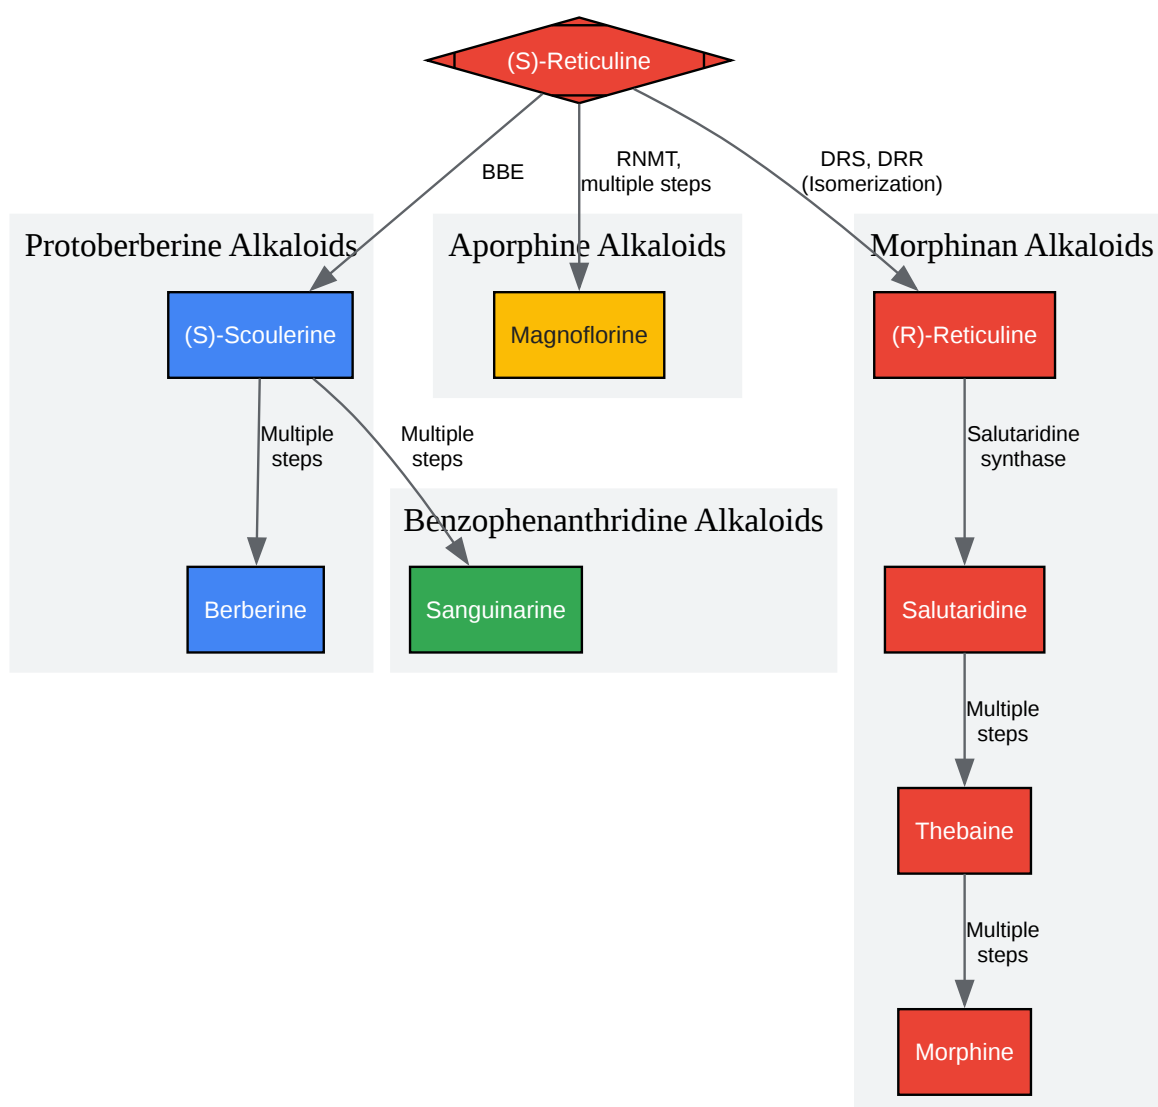 (S)-Reticuline
BBE
RNMT,
multiple steps
DRS, DRR
(Isomerization)
Protoberberine Alkaloids
Aporphine Alkaloids
Morphinan Alkaloids
(S)-Scoulerine
Magnoflorine
(R)-Reticuline
Multiple
steps
Multiple
steps
Salutaridine
synthase
Benzophenanthridine Alkaloids
Berberine
Sanguinarine
Salutaridine
Multiple
steps
Thebaine
Multiple
steps
Morphine